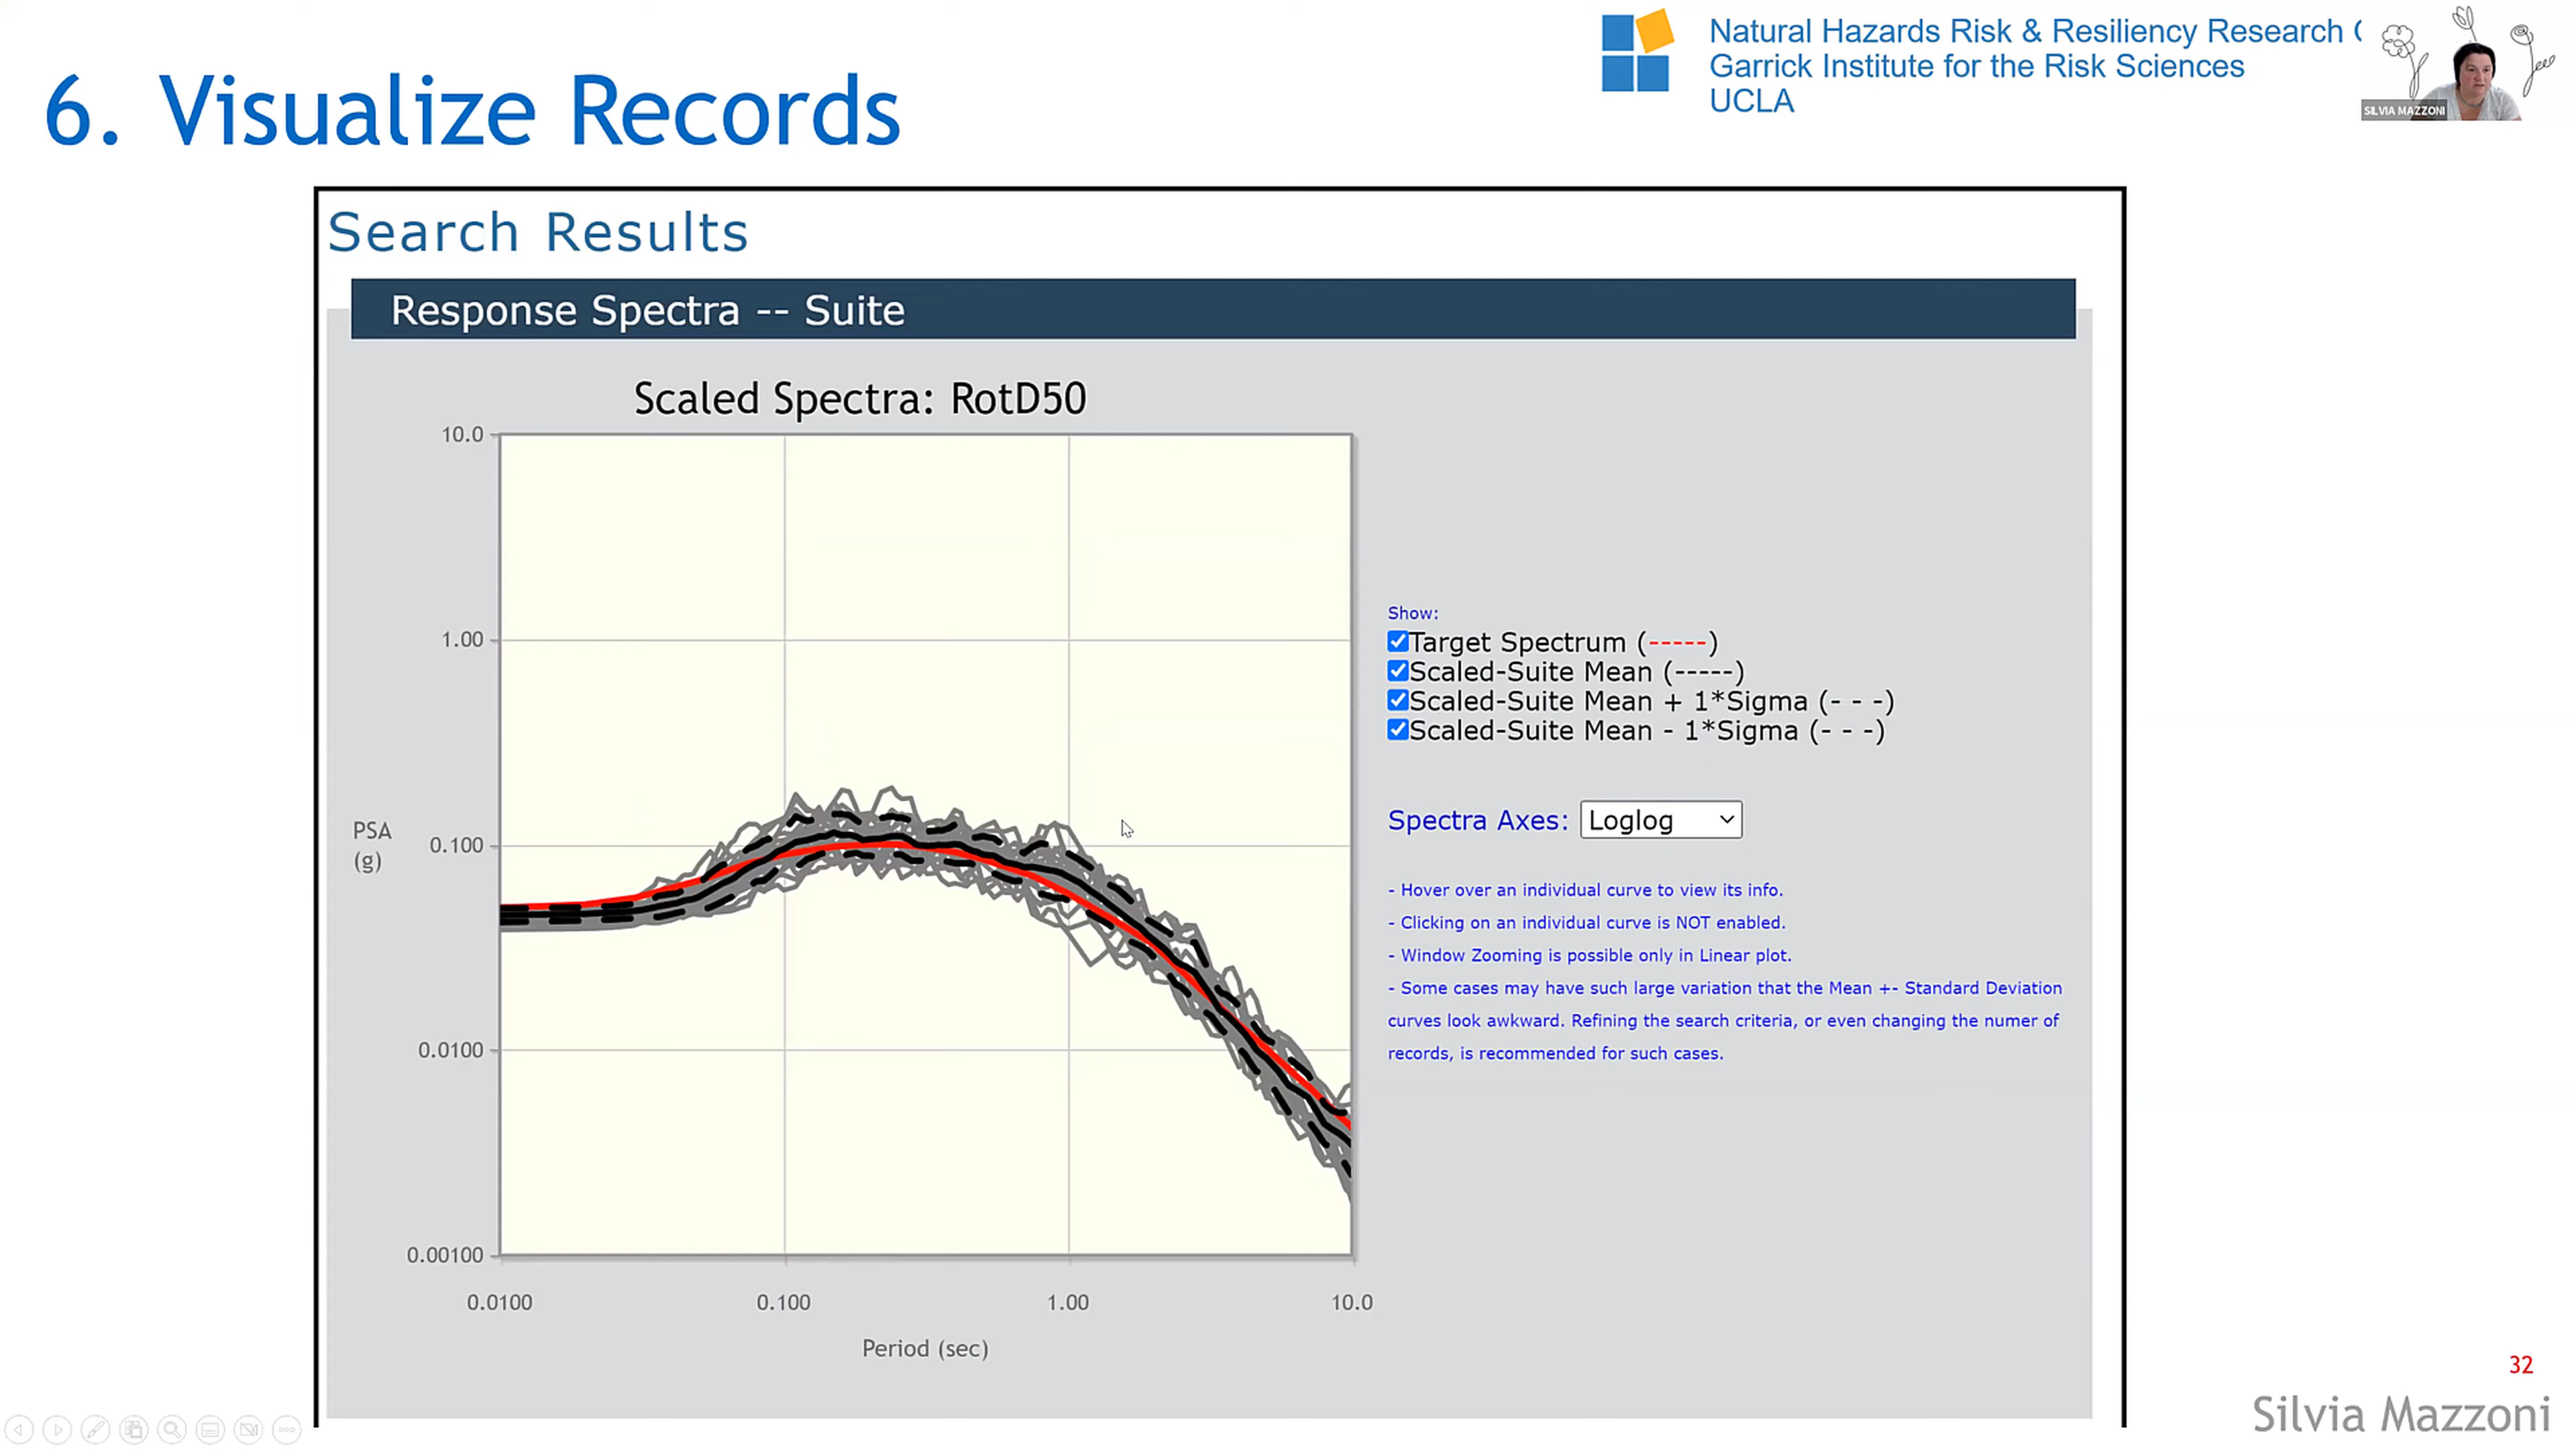 6. Visualize Records
Natural Hazards Risk & Resiliency Research
Garrick Institute for the Risk Sciences
UCLA
SILVIA MAZZONI
Search Results
Response Spectra -- Suite
Scaled Spectra: RotD50
10.0
1.00
0.100
0.0100
0.00100
PSA
(g)
0.0100
0.100
1.00
10.0
Period (sec)
Show:
Target Spectrum (-----)
Scaled-Suite Mean (-----)
Scaled-Suite Mean + 1*Sigma (- - -)
Scaled-Suite Mean - 1*Sigma (- - -)
Spectra Axes: Loglog
- Hover over an individual curve to view its info.
- Clicking on an individual curve is NOT enabled.
- Window Zooming is possible only in Linear plot.
- Some cases may have such large variation that the Mean +- Standard Deviation
curves look awkward. Refining the search criteria, or even changing the numer of
records, is recommended for such cases.
32
Silvia Mazzoni